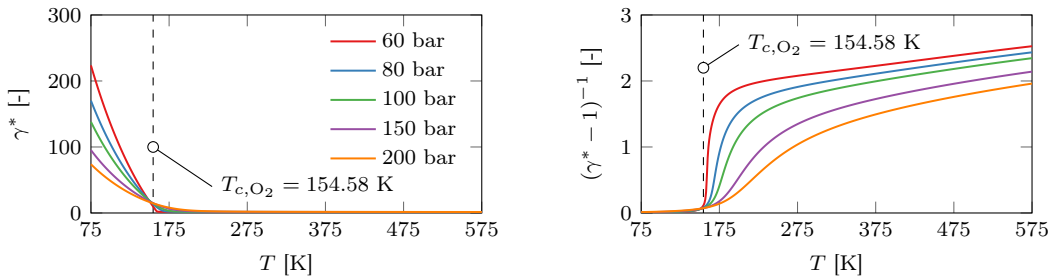 300
200
100
0
γ* [-]
60 bar
80 bar
100 bar
150 bar
200 bar
T_{c,O_2} = 154.58 K
75 175 275 375 475 575
T [K]
3
2
1
0
(γ* − 1)^{−1} [-]
T_{c,O_2} = 154.58 K
75 175 275 375 475 575
T [K]